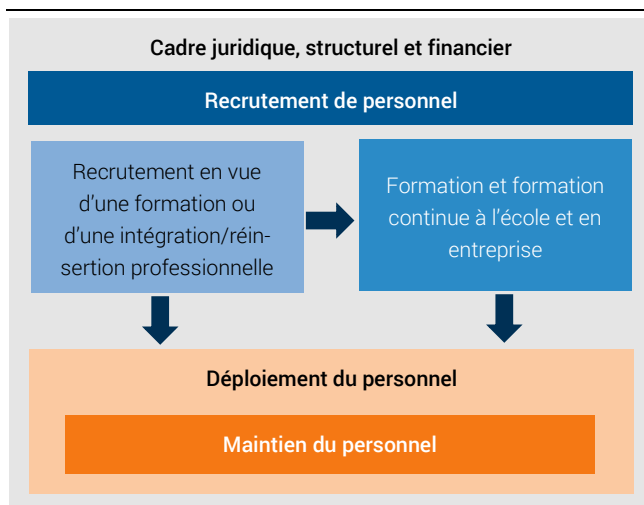 Cadre juridique, structurel et financier
Recrutement de personnel
Recrutement en vue
d'une formation ou
d'une intégration/réin-
sertion professionnelle
Formation et formation
continue à l'école et en
entreprise
Déploiement du personnel
Maintien du personnel